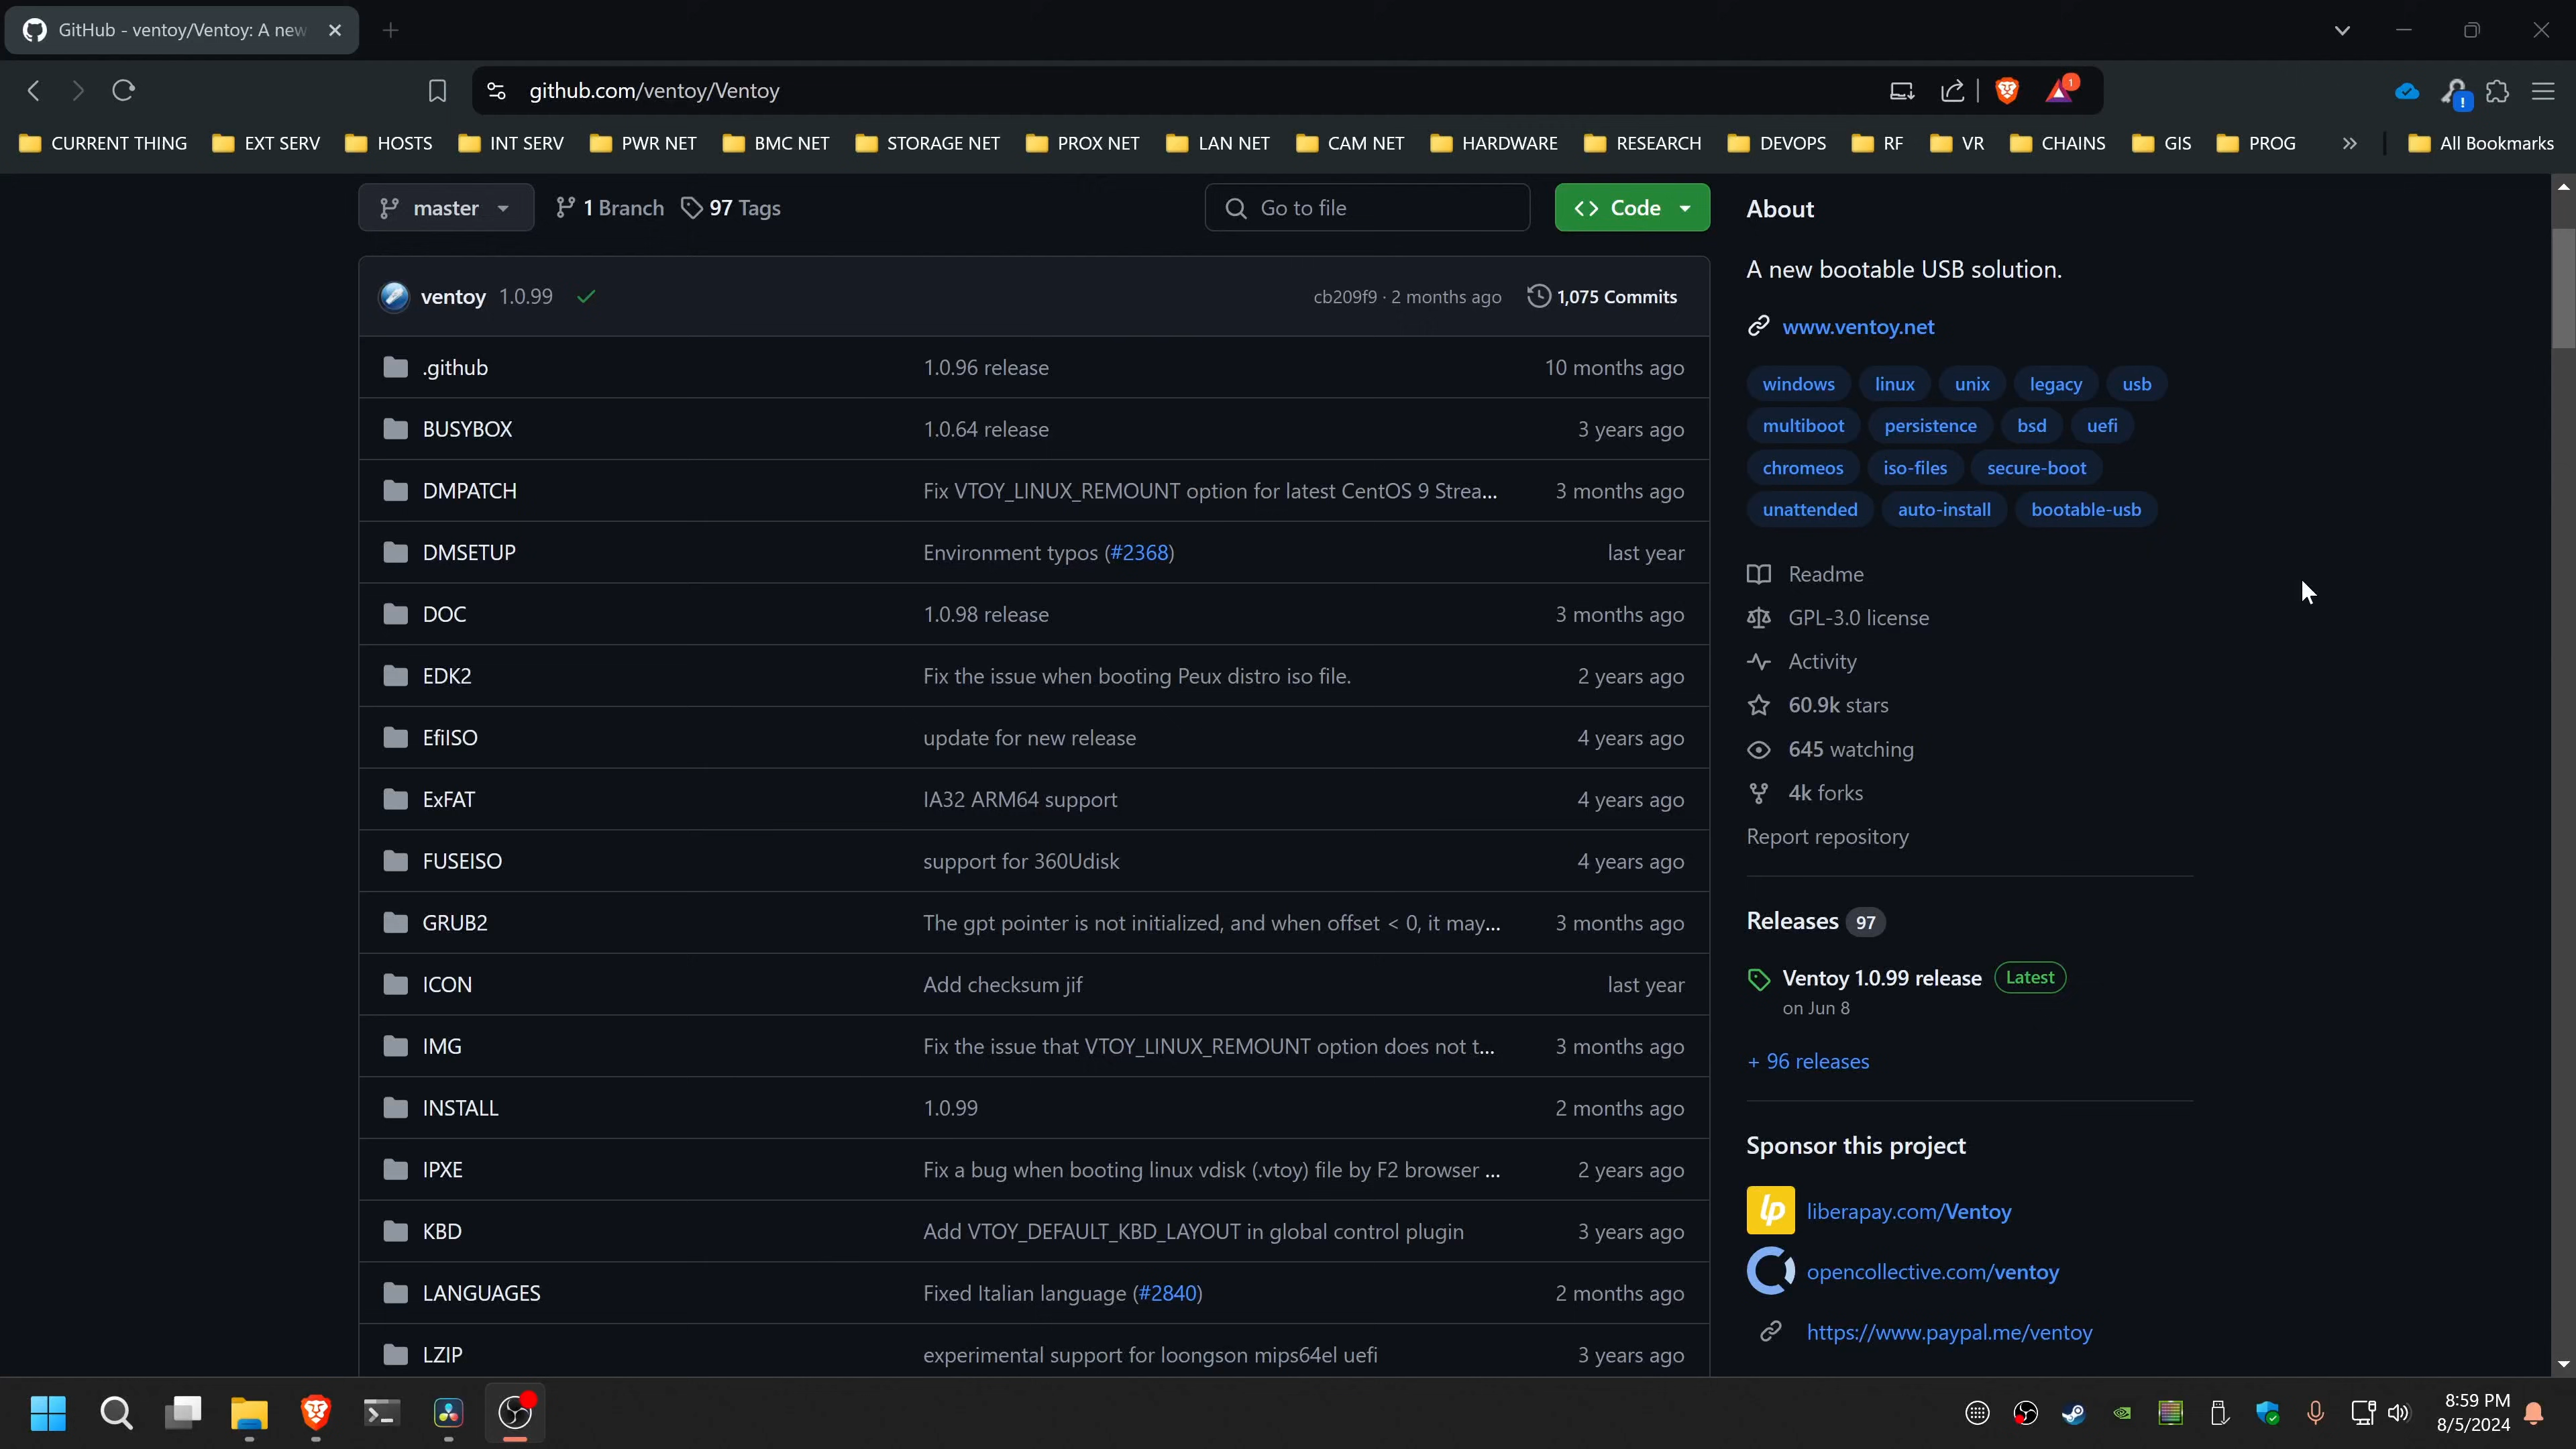 GitHub - ventoy/Ventoy: A new
github.com/ventoy/Ventoy
1
!
CURRENT THING EXT SERV HOSTS INT SERV PWR NET BMC NET STORAGE NET PROX NET LAN NET CAM NET HARDWARE RESEARCH DEVOPS RF VR CHAINS GIS PROG » All Bookmarks
master 1 Branch 97 Tags Go to file Code
ventoy 1.0.99 cb209f9 · 2 months ago 1,075 Commits
.github 1.0.96 release 10 months ago
BUSYBOX 1.0.64 release 3 years ago
DMPATCH Fix VTOY_LINUX_REMOUNT option for latest CentOS 9 Strea... 3 months ago
DMSETUP Environment typos (#2368) last year
DOC 1.0.98 release 3 months ago
EDK2 Fix the issue when booting Peux distro iso file. 2 years ago
EfiISO update for new release 4 years ago
ExFAT IA32 ARM64 support 4 years ago
FUSEISO support for 360Udisk 4 years ago
GRUB2 The gpt pointer is not initialized, and when offset < 0, it may... 3 months ago
ICON Add checksum jif last year
IMG Fix the issue that VTOY_LINUX_REMOUNT option does not t... 3 months ago
INSTALL 1.0.99 2 months ago
IPXE Fix a bug when booting linux vdisk (.vtoy) file by F2 browser ... 2 years ago
KBD Add VTOY_DEFAULT_KBD_LAYOUT in global control plugin 3 years ago
LANGUAGES Fixed Italian language (#2840) 2 months ago
LZIP experimental support for loongson mips64el uefi 3 years ago
About
A new bootable USB solution.
www.ventoy.net
windows linux unix legacy usb
multiboot persistence bsd uefi
chromeos iso-files secure-boot
unattended auto-install bootable-usb
Readme
GPL-3.0 license
Activity
60.9k stars
645 watching
4k forks
Report repository
Releases 97
Ventoy 1.0.99 release Latest
on Jun 8
+ 96 releases
Sponsor this project
lp liberapay.com/Ventoy
opencollective.com/ventoy
https://www.paypal.me/ventoy
8:59 PM
8/5/2024